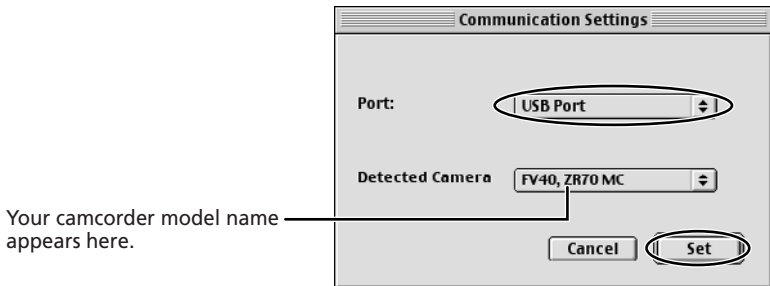 Communication Settings
Port:
USB Port
Detected Camera
FV40, ZR70 MC
Your camcorder model name
appears here.
Cancel
Set